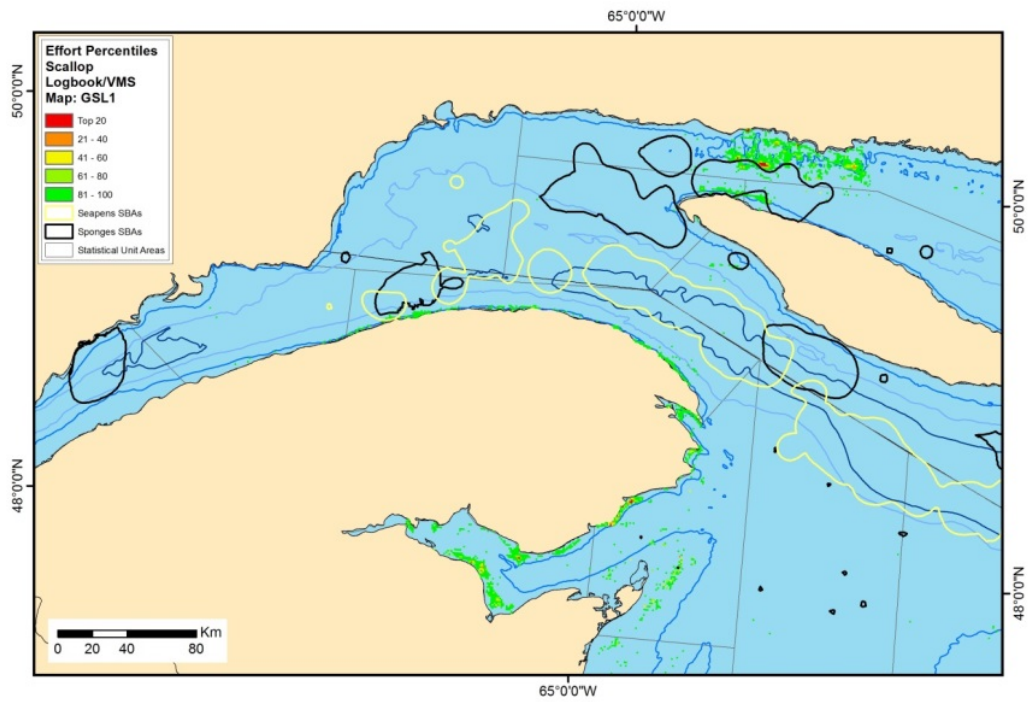 65°0'0"W
Effort Percentiles
Scallop
Logbook/VMS
Map: GSL1
Top 20
21 - 40
41 - 60
61 - 80
81 - 100
Seapens SBAs
Sponges SBAs
Statistical Unit Areas
50°0'0"N
50°0'0"N
48°0'0"N
48°0'0"N
Km
0 20 40 80
65°0'0"W